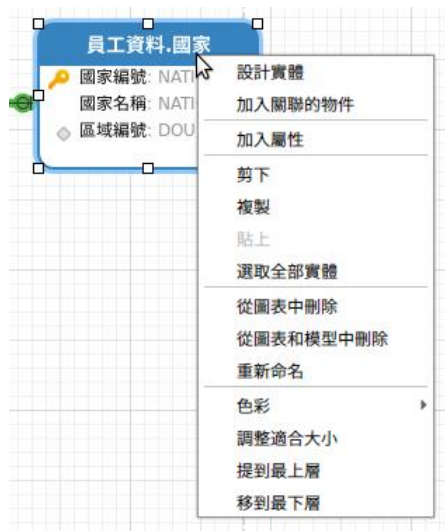 員工資料.國家
國家編號: NATI
國家名稱: NATI
區域編號: DOU
設計實體
加入關聯的物件
加入屬性
剪下
複製
貼上
選取全部實體
從圖表中刪除
從圖表和模型中刪除
重新命名
色彩
調整適合大小
提到最上層
移到最下層